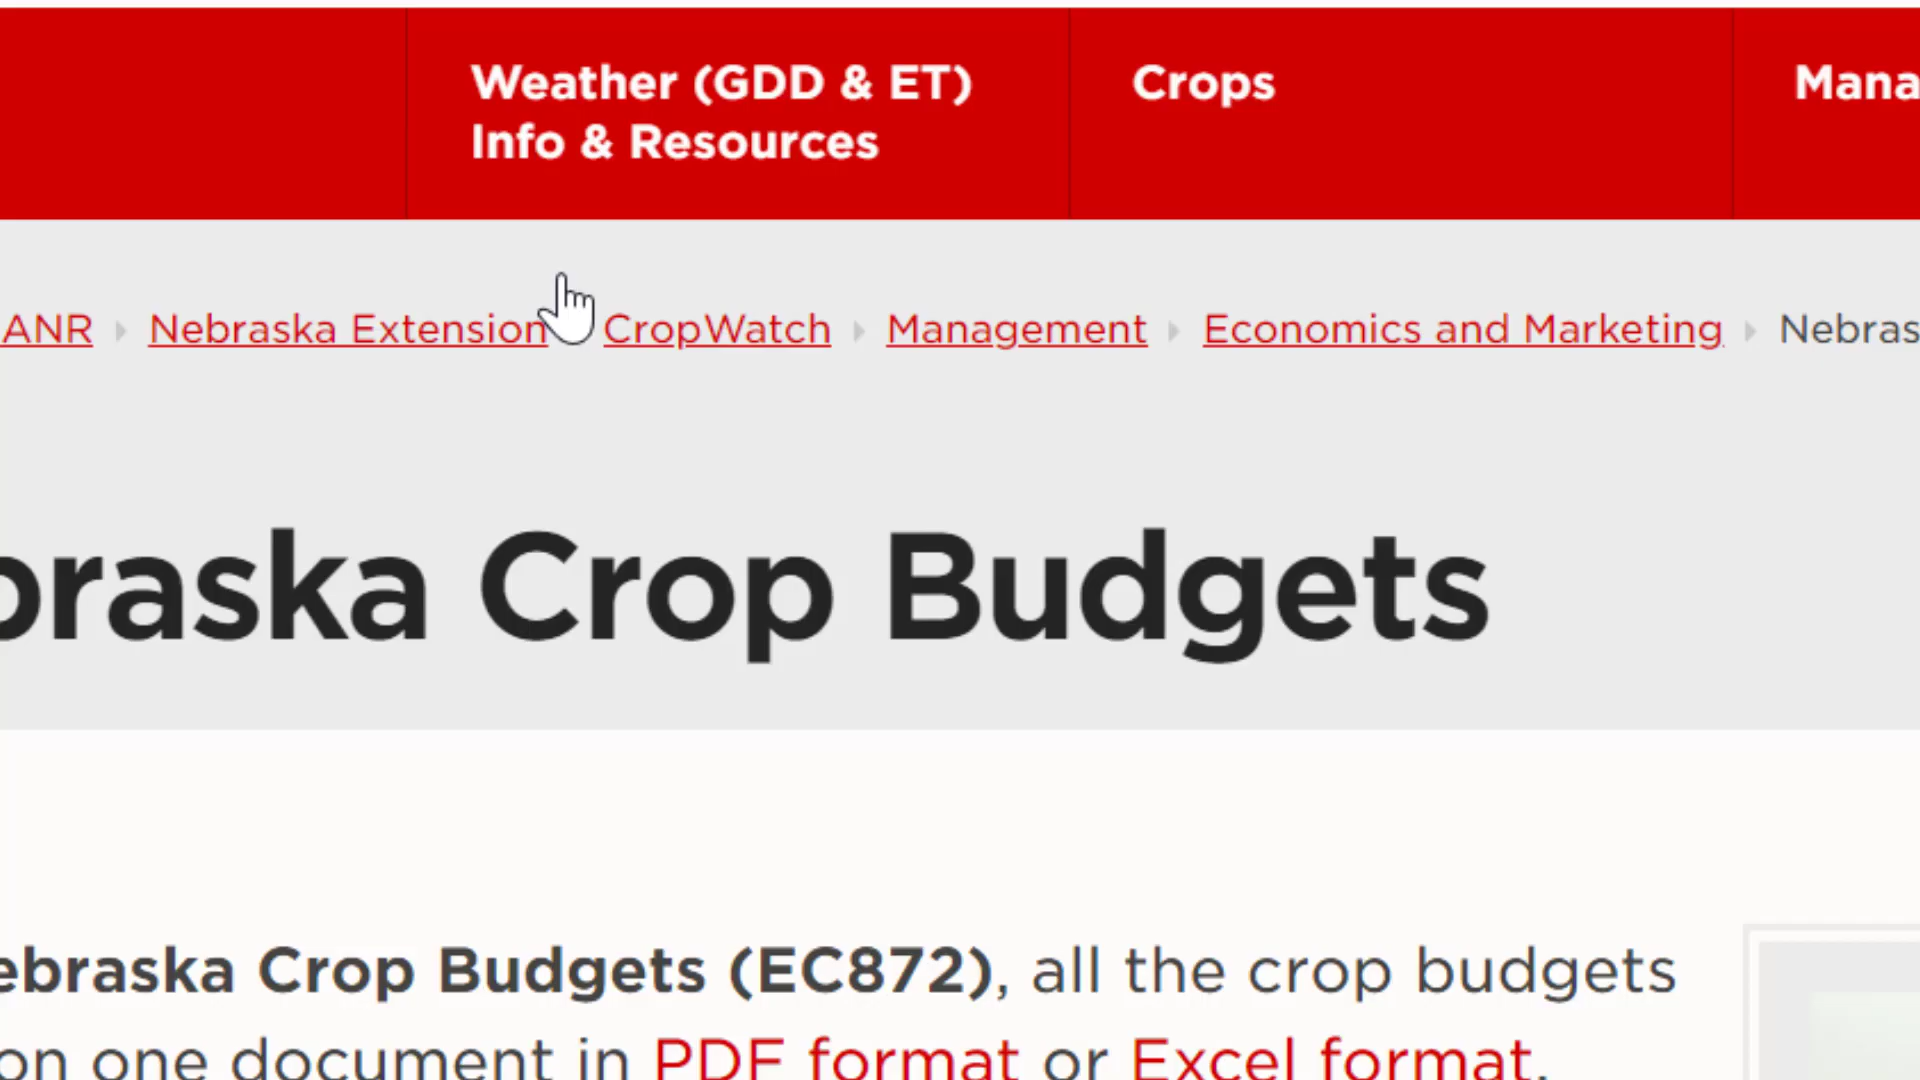 Weather (GDD & ET)
Info & Resources
Crops
Mana
ANR Nebraska Extension CropWatch Management Economics and Marketing Nebras
braska Crop Budgets
ebraska Crop Budgets (EC872), all the crop budgets
on one document in PDF format or Excel format.